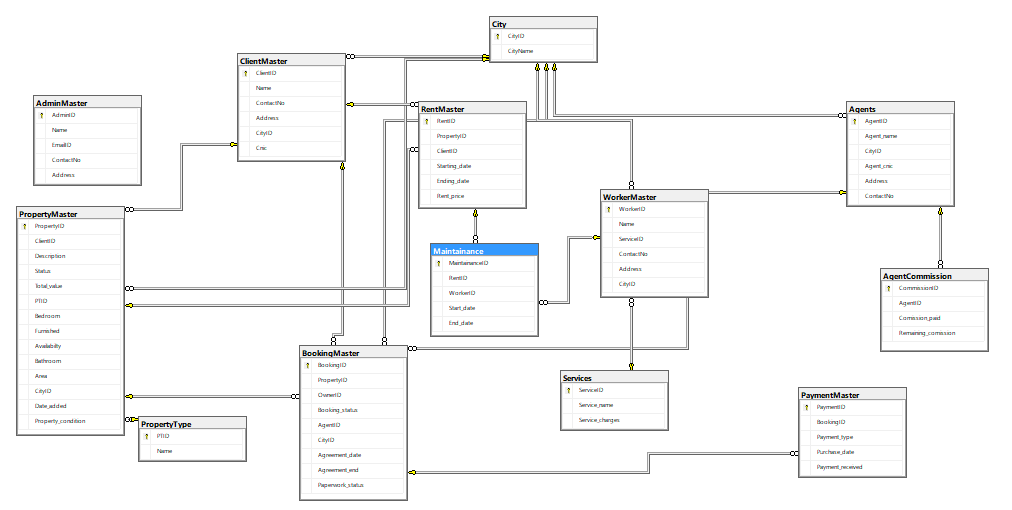 City
CityID
CityName
ClientMaster
ClientID
Name
ContactNo
Address
CityID
Cnic
AdminMaster
AdminID
Name
EmailID
ContactNo
Address
RentMaster
RentID
PropertyID
ClientID
Starting_date
Ending_date
Rent_price
Agents
AgentID
Agent_name
CityID
Agent_cnic
Address
ContactNo
PropertyMaster
PropertyID
ClientID
Description
Status
Total_value
PTID
Bedroom
Furnished
Availabilty
Bathroom
Area
CityID
Date_added
Property_condition
WorkerMaster
WorkerID
Name
ServiceID
ContactNo
Address
CityID
Maintainance
MaintananceID
RentID
WorkerID
Start_date
End_date
AgentCommission
CommissionID
AgentID
Comission_paid
Remaining_comission
BookingMaster
BookingID
PropertyID
OwnerID
Booking_status
AgentID
CityID
Agreement_date
Agreement_end
Paperwork_status
Services
ServiceID
Service_name
Service_charges
PaymentMaster
PaymentID
BookingID
Payment_type
Purchase_date
Payment_receved
PropertyType
PTID
Name